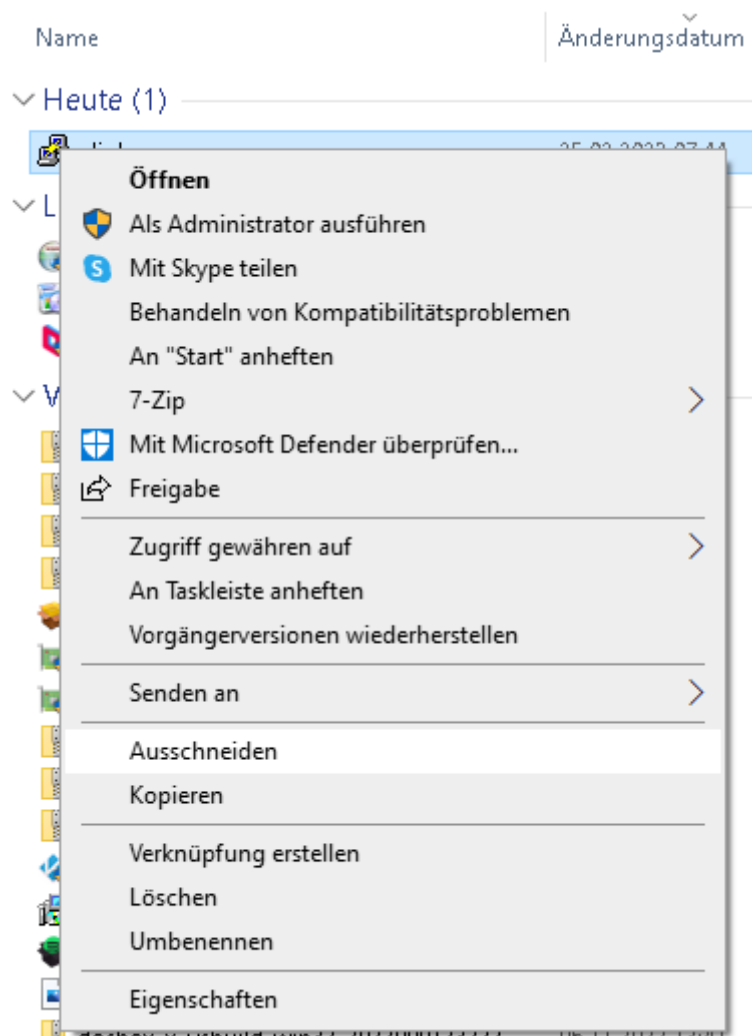 Name
Änderungsdatum
Heute (1)
Öffnen
Als Administrator ausführen
Mit Skype teilen
Behandeln von Kompatibilitätsproblemen
An "Start" anheften
7-Zip
Mit Microsoft Defender überprüfen...
Freigabe
Zugriff gewähren auf
An Taskleiste anheften
Vorgängerversionen wiederherstellen
Senden an
Ausschneiden
Kopieren
Verknüpfung erstellen
Löschen
Umbenennen
Eigenschaften